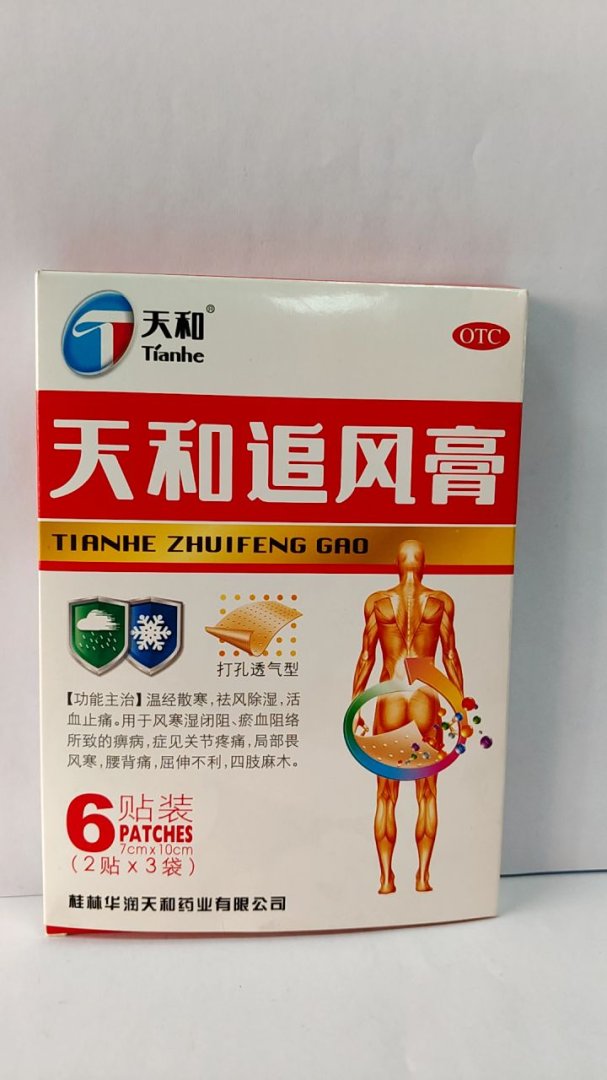 天和®
Tianhe
OTC
天和追风膏
TIANHE ZHUIFENG GAO
打孔透气型
【功能主治】温经散寒,祛风除湿,活
血止痛。用于风寒湿闭阻、瘀血阻络
所致的痹病,症见关节疼痛,局部畏
风寒,腰背痛,屈伸不利,四肢麻木。
6贴装
PATCHES
7cmx10cm
(2贴x3袋)
桂林华润天和药业有限公司